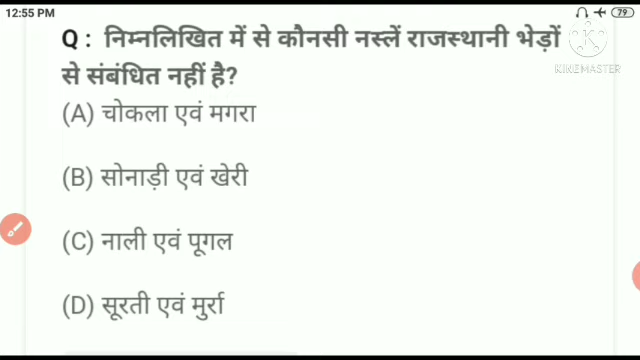 12:55 PM
79
Q : निम्नलिखित में से कौनसी नस्लें राजस्थानी भेड़ों
से संबंधित नहीं है?
(A) चोकला एवं मगरा
(B) सोनाड़ी एवं खेरी
(C) नाली एवं पूगल
(D) सूरती एवं मुर्रा
K
KINEMASTER